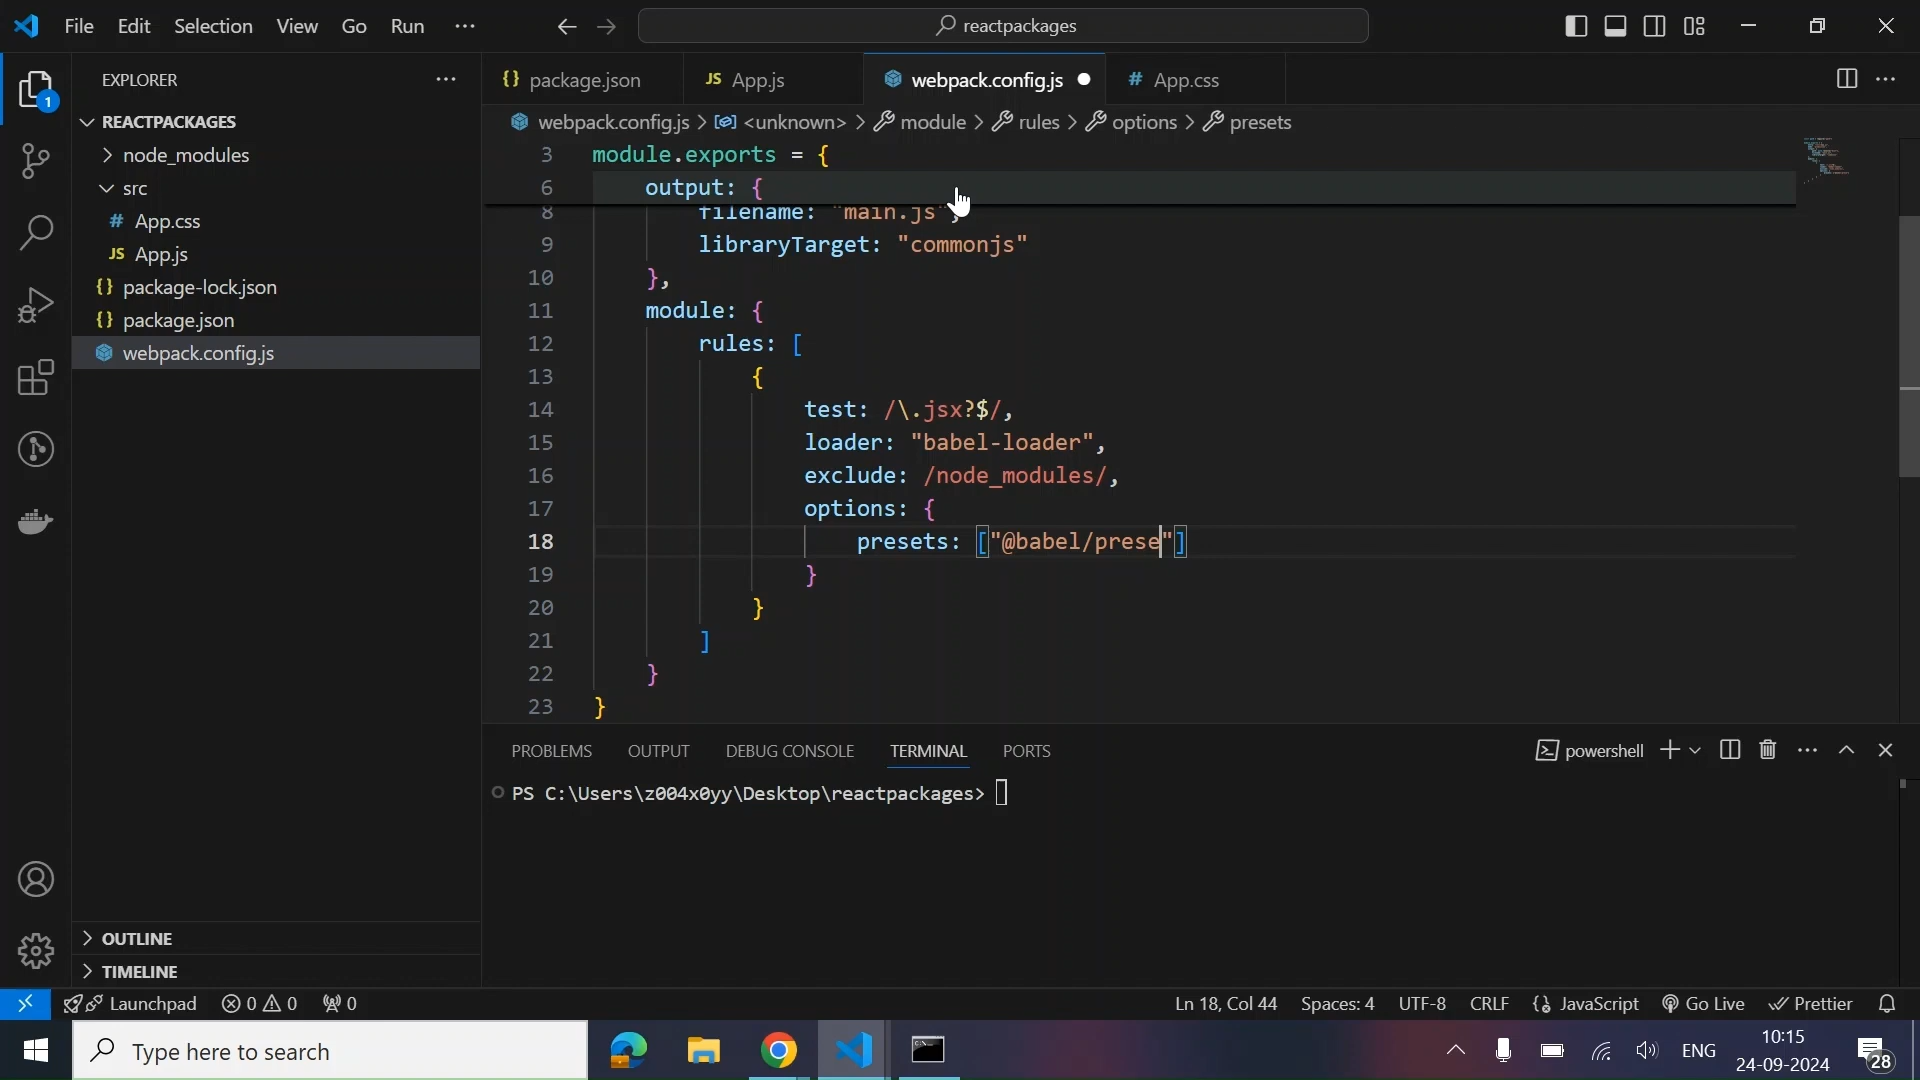 File Edit Selection View Go Run ···
reactpackages
EXPLORER
REACTPACKAGES
node_modules
src
# App.css
JS App.js
{} package-lock.json
{} package.json
webpack.config.js
OUTLINE
TIMELINE
1
{} package.json
JS App.js
webpack.config.js
# App.css
webpack.config.js > <unknown> > module > rules > options > presets
3 module.exports = {
6 output: {
8 filename: "main.js",
9 libraryTarget: "commonjs"
10 },
11 module: {
12 rules: [
13 {
14 test: /\.jsx?$/,
15 loader: "babel-loader",
16 exclude: /node_modules/,
17 options: {
18 presets: ["@babel/prese"]
19 }
20 }
21 ]
22 }
23 }
PROBLEMS OUTPUT DEBUG CONSOLE TERMINAL PORTS
powershell
PS C:\Users\z004x0yy\Desktop\reactpackages>
Launchpad 0 0 0
Ln 18, Col 44 Spaces: 4 UTF-8 CRLF {} JavaScript Go Live Prettier
Type here to search
ENG
10:15
24-09-2024
28